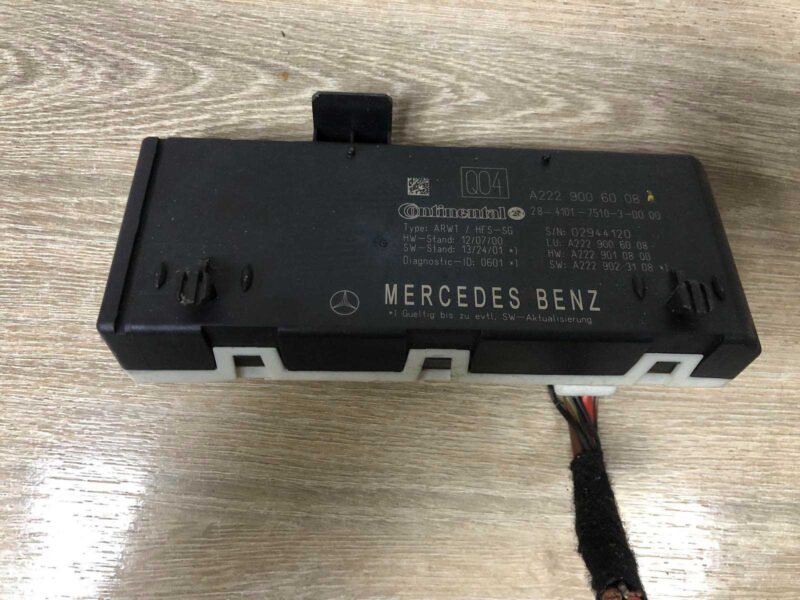 Q04
A222 900 60 08
Continental
28-4101-7510-3-00 00
Type: ARWT / HFS-SG
HW-Stand: 12/07/00
SW-Stand: 13/24/01 *1
Diagnostic-ID: 0601 *1
S/N: 02944120
LU: A222 900 60 08
HW: A222 901 08 00
SW: A222 902 31 08 *1
MERCEDES BENZ
*1 Gueltig bis zu evtl. SW-Aktualisierung